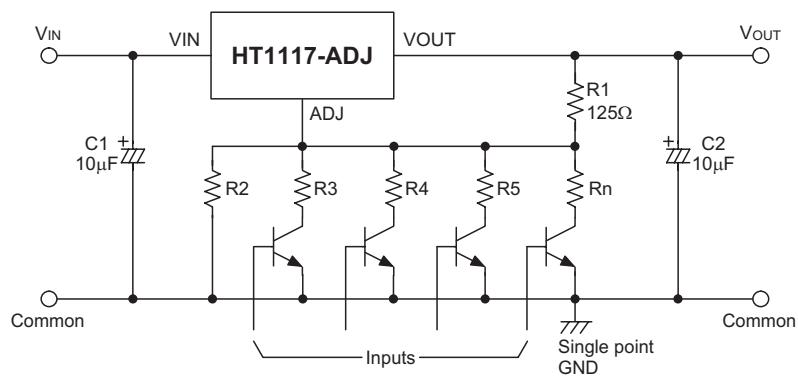 VIN
VIN
HT1117-ADJ
VOUT
VOUT
ADJ
R1
125Ω
C1
+
10μF
C2
+
10μF
R2
R3
R4
R5
Rn
Common
Common
Inputs
Single point
GND